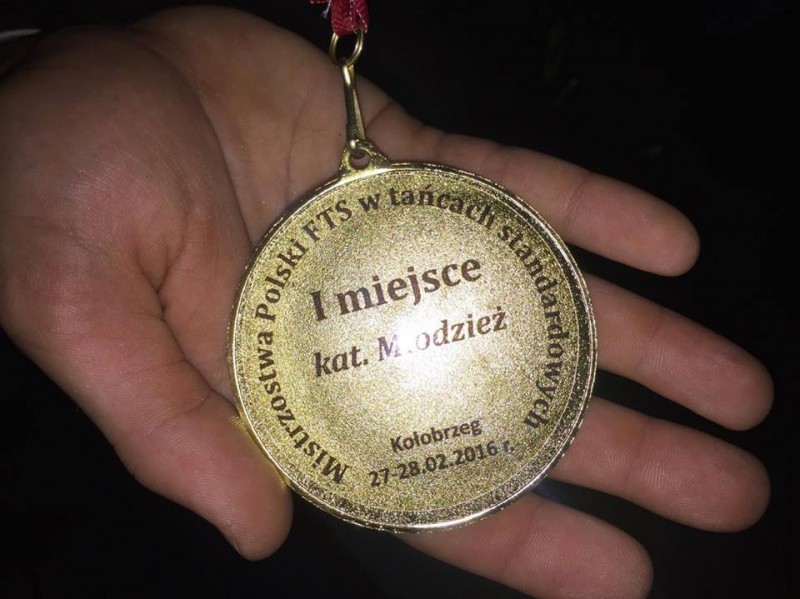 Mistrzostwa Polski FTS w tańcach standardowych
I miejsce
kat. Młodzież
Kołobrzeg
27-28.02.2016 r.